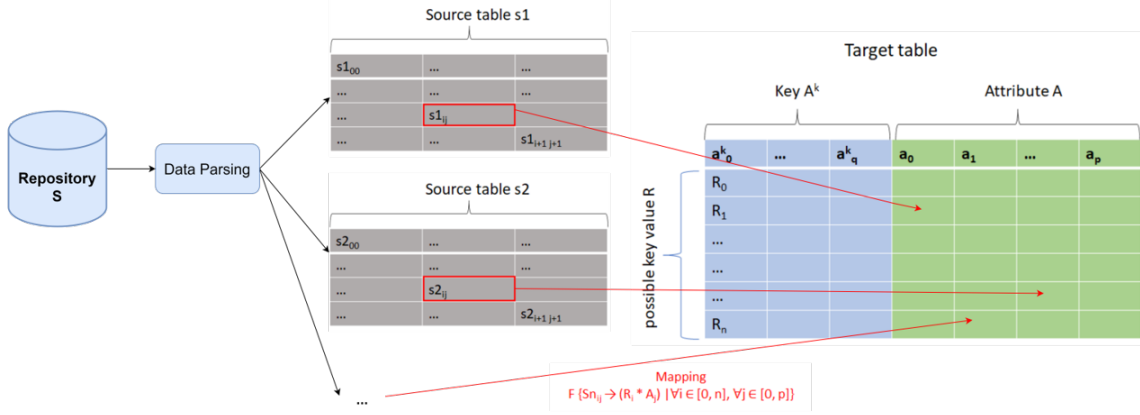 Source table s1
s1₀₀ ... ...
... ... ...
... s1ᵢⱼ
... ... s1ᵢ₊₁ ⱼ₊₁
Repository
S
Data Parsing
Source table s2
s2₀₀ ... ...
... ... ...
... s2ᵢⱼ
... ... s2ᵢ₊₁ ⱼ₊₁
...
Target table
Key Aᵏ
Attribute A
aᵏ₀ ... aᵏq a₀ a₁ ... aₚ
possible key value R
R₀
R₁
...
...
...
Rₙ
Mapping
F {Snᵢⱼ → (Rᵢ * Aⱼ) | ∀i ∈ [0, n], ∀j ∈ [0, p]}